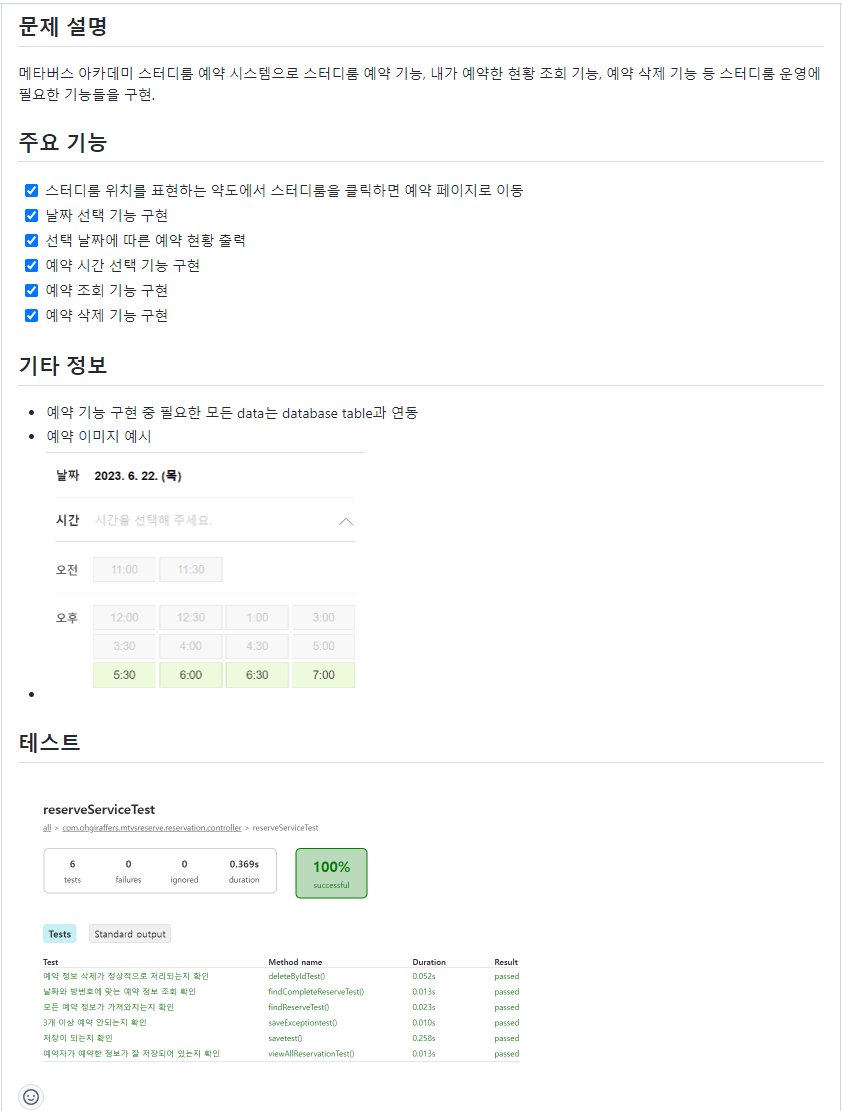 문제 설명
메타버스 아카데미 스터디룸 예약 시스템으로 스터디룸 예약 기능, 내가 예약한 현황 조회 기능, 예약 삭제 기능 등 스터디룸 운영에
필요한 기능들을 구현.
주요 기능
스터디룸 위치를 표현하는 약도에서 스터디룸을 클릭하면 예약 페이지로 이동
날짜 선택 기능 구현
선택 날짜에 따른 예약 현황 출력
예약 시간 선택 기능 구현
예약 조회 기능 구현
예약 삭제 기능 구현
기타 정보
예약 기능 구현 중 필요한 모든 data는 database table과 연동
예약 이미지 예시
날짜 2023. 6. 22. (목)
시간 시간을 선택해 주세요.
오전 11:00 11:30
오후 12:00 12:30 1:00 3:00
3:30 4:00 4:30 5:00
5:30 6:00 6:30 7:00
테스트
reserveServiceTest
all > com.ohgiraffers.mtvsreserve.reservation.controller > reserveServiceTest
6 0 0 0.369s 100%
tests failures ignored duration successful
Tests Standard output
Test Method name Duration Result
예약 정보 삭제가 정상적으로 처리되는지 확인 deleteByIdTest() 0.052s passed
날짜와 방번호에 맞는 예약 정보 조회 확인 findCompleteReserveTest() 0.013s passed
모든 예약 정보가 가져와지는지 확인 findReserveTest() 0.023s passed
3개 이상 예약 안되는지 확인 saveExceptiontest() 0.010s passed
저장이 되는지 확인 savetest() 0.258s passed
예약자가 예약한 정보가 잘 저장되어 있는지 확인 viewAllReservationTest() 0.013s passed